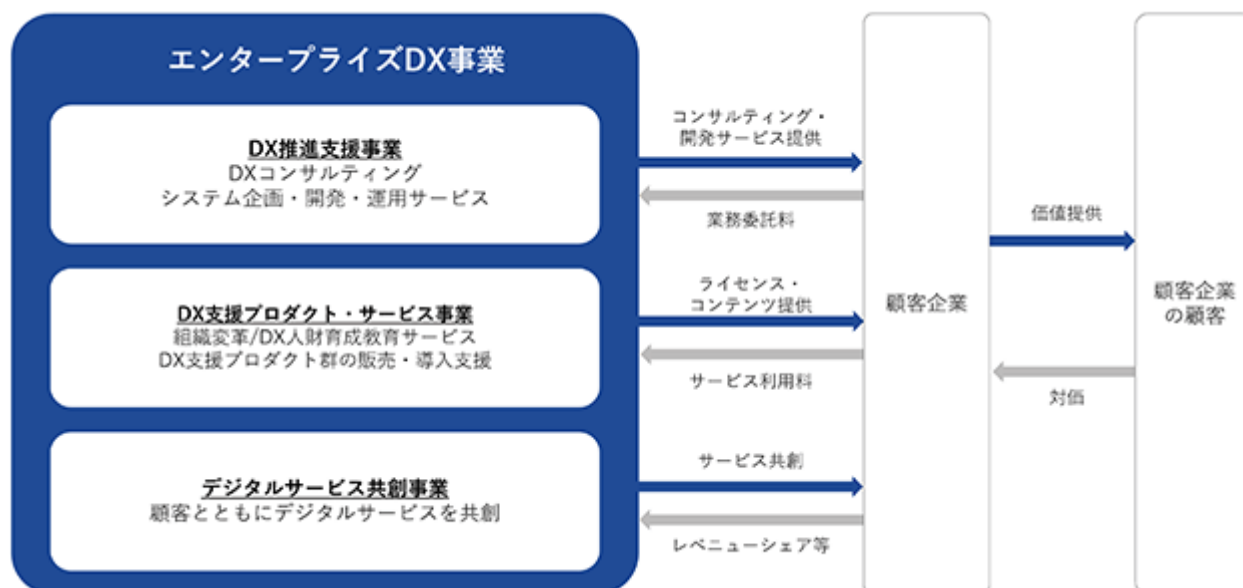 エンタープライズDX事業
DX推進支援事業
DXコンサルティング
システム企画・開発・運用サービス
DX支援プロダクト・サービス事業
組織変革/DX人財育成教育サービス
DX支援プロダクト群の販売・導入支援
デジタルサービス共創事業
顧客とともにデジタルサービスを共創
コンサルティング・
開発サービス提供
業務委託料
ライセンス・
コンテンツ提供
サービス利用料
サービス共創
レベニューシェア等
顧客企業
価値提供
対価
顧客企業
の顧客